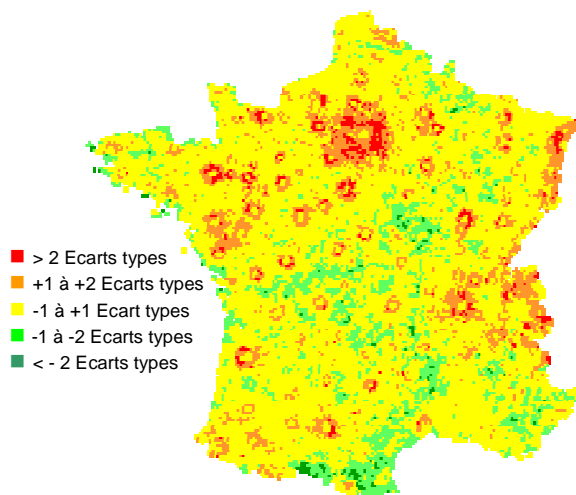 > 2 Ecarts types
+1 à +2 Ecarts types
-1 à +1 Ecart types
-1 à -2 Ecarts types
< - 2 Ecarts types